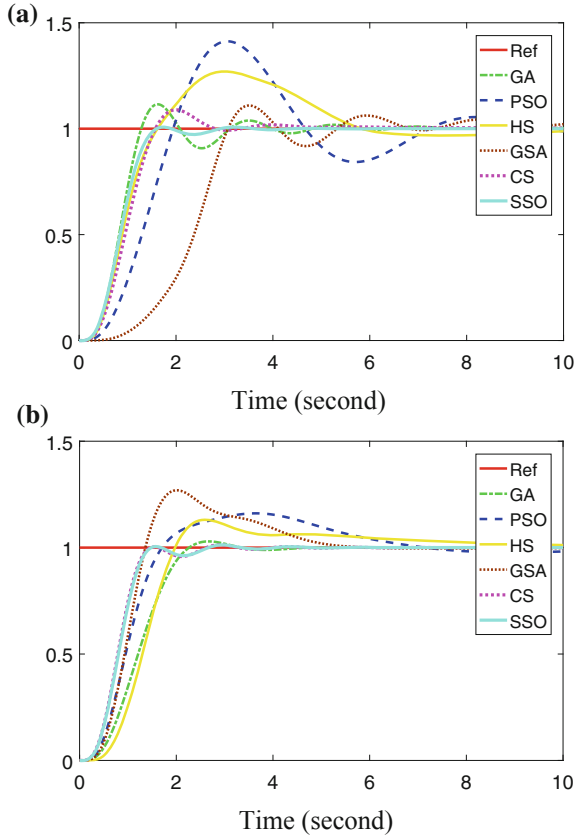 (a)
1.5
1
0.5
0
0 2 4 6 8 10
Time (second)
Ref
GA
PSO
HS
GSA
CS
SSO
(b)
1.5
1
0.5
0
0 2 4 6 8 10
Time (second)
Ref
GA
PSO
HS
GSA
CS
SSO